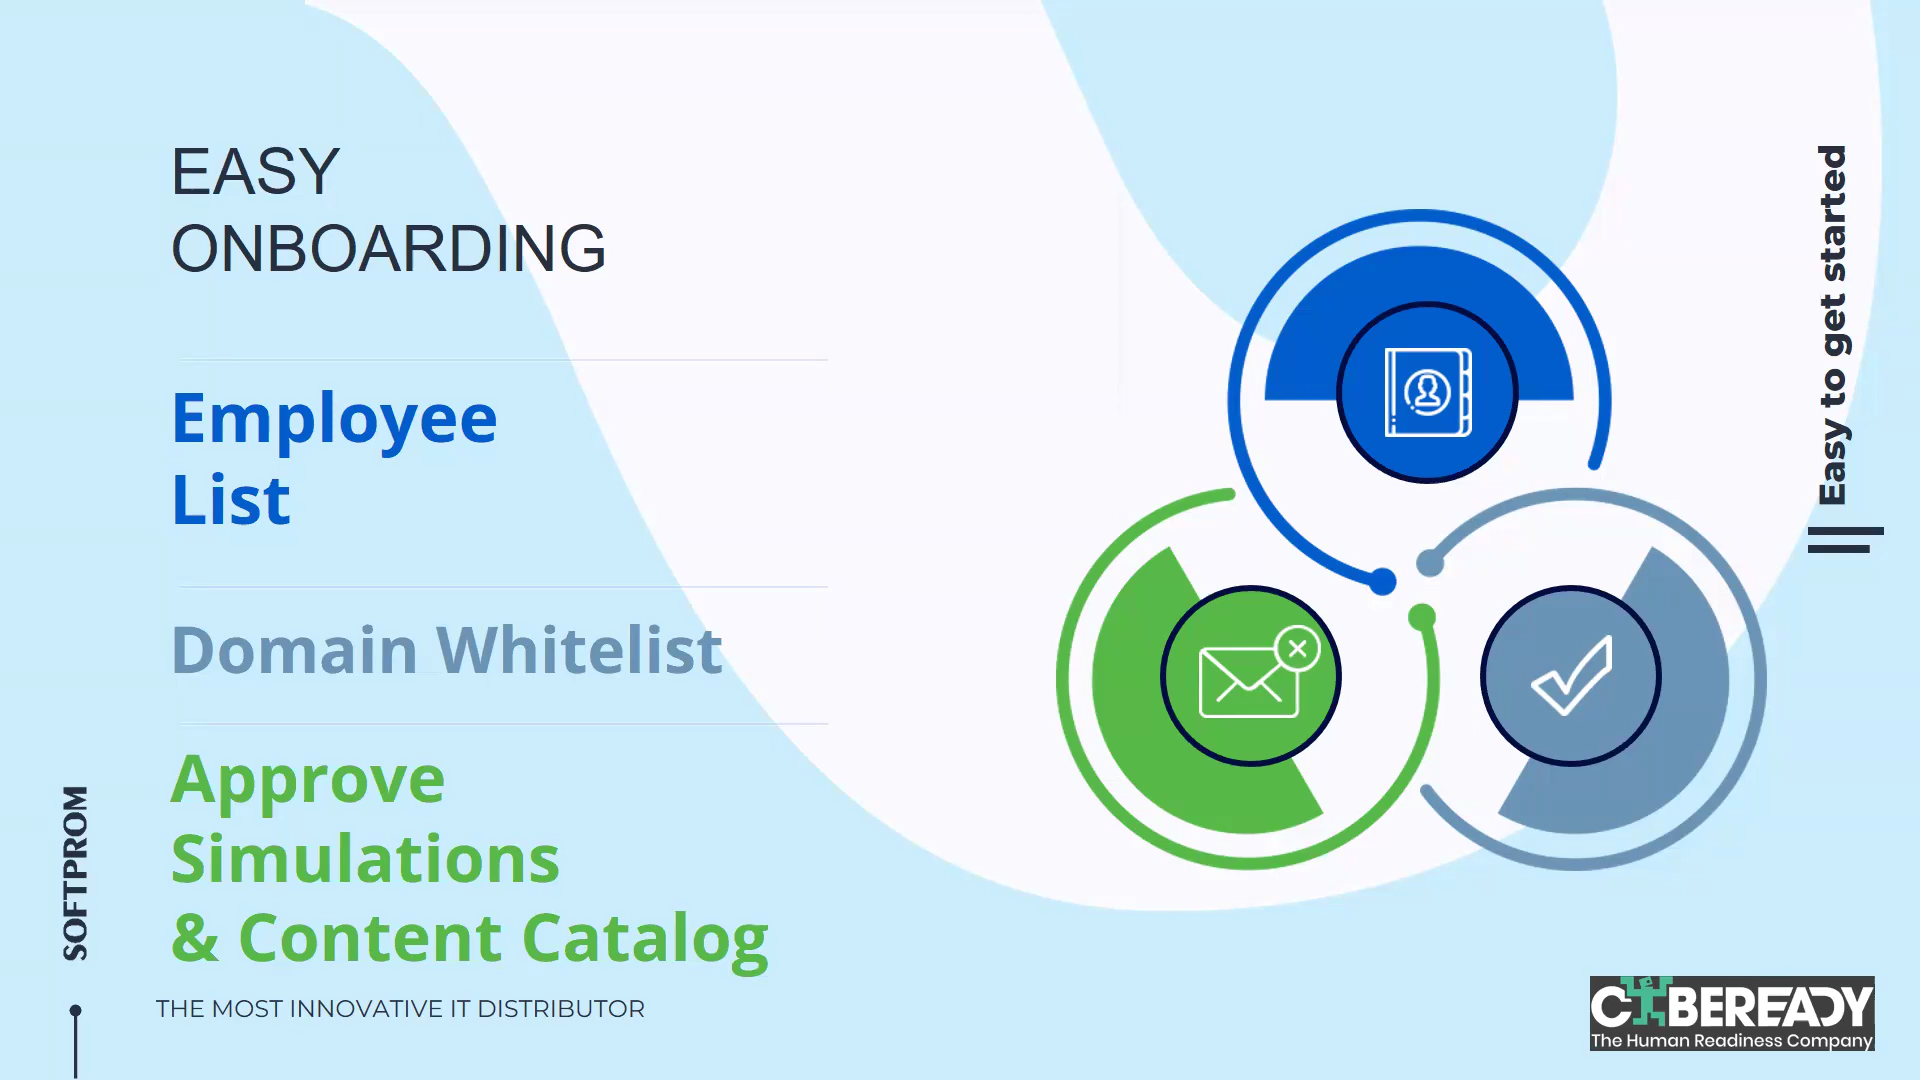 EASY
ONBOARDING
Employee
List
Domain Whitelist
Approve
Simulations
& Content Catalog
THE MOST INNOVATIVE IT DISTRIBUTOR
SOFTPROM
Easy to get started
CYBEREADY
The Human Readiness Company